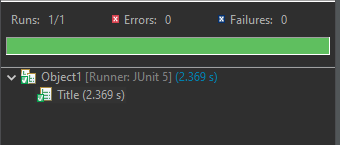 Runs: 1/1 Errors: 0 Failures: 0
Object1 [Runner: JUnit 5] (2.369 s)
Title (2.369 s)